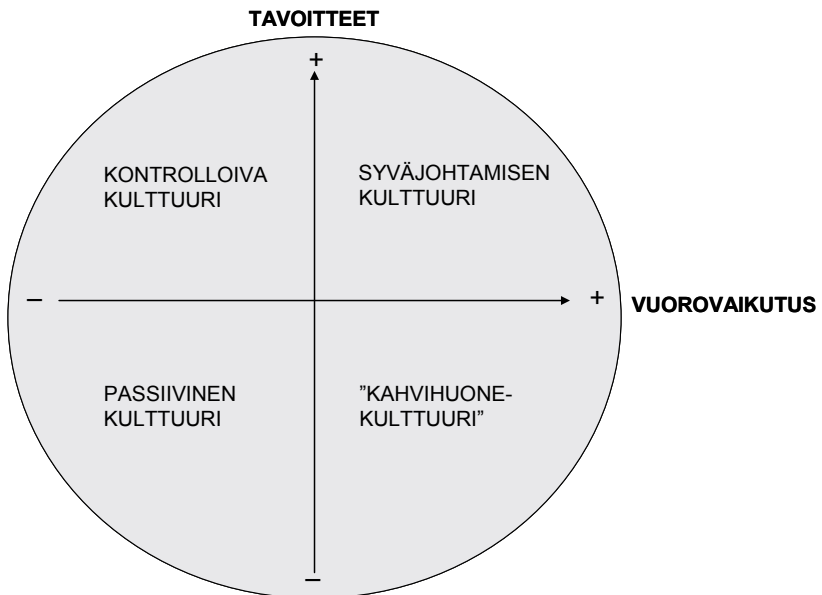 TAVOITTEET
+
KONTROLLOIVA
KULTTUURI
SYVÄJOHTAMISEN
KULTTUURI
–
+
VUOROVAIKUTUS
PASSIIVINEN
KULTTUURI
”KAHVIHUONE-
KULTTUURI”
–